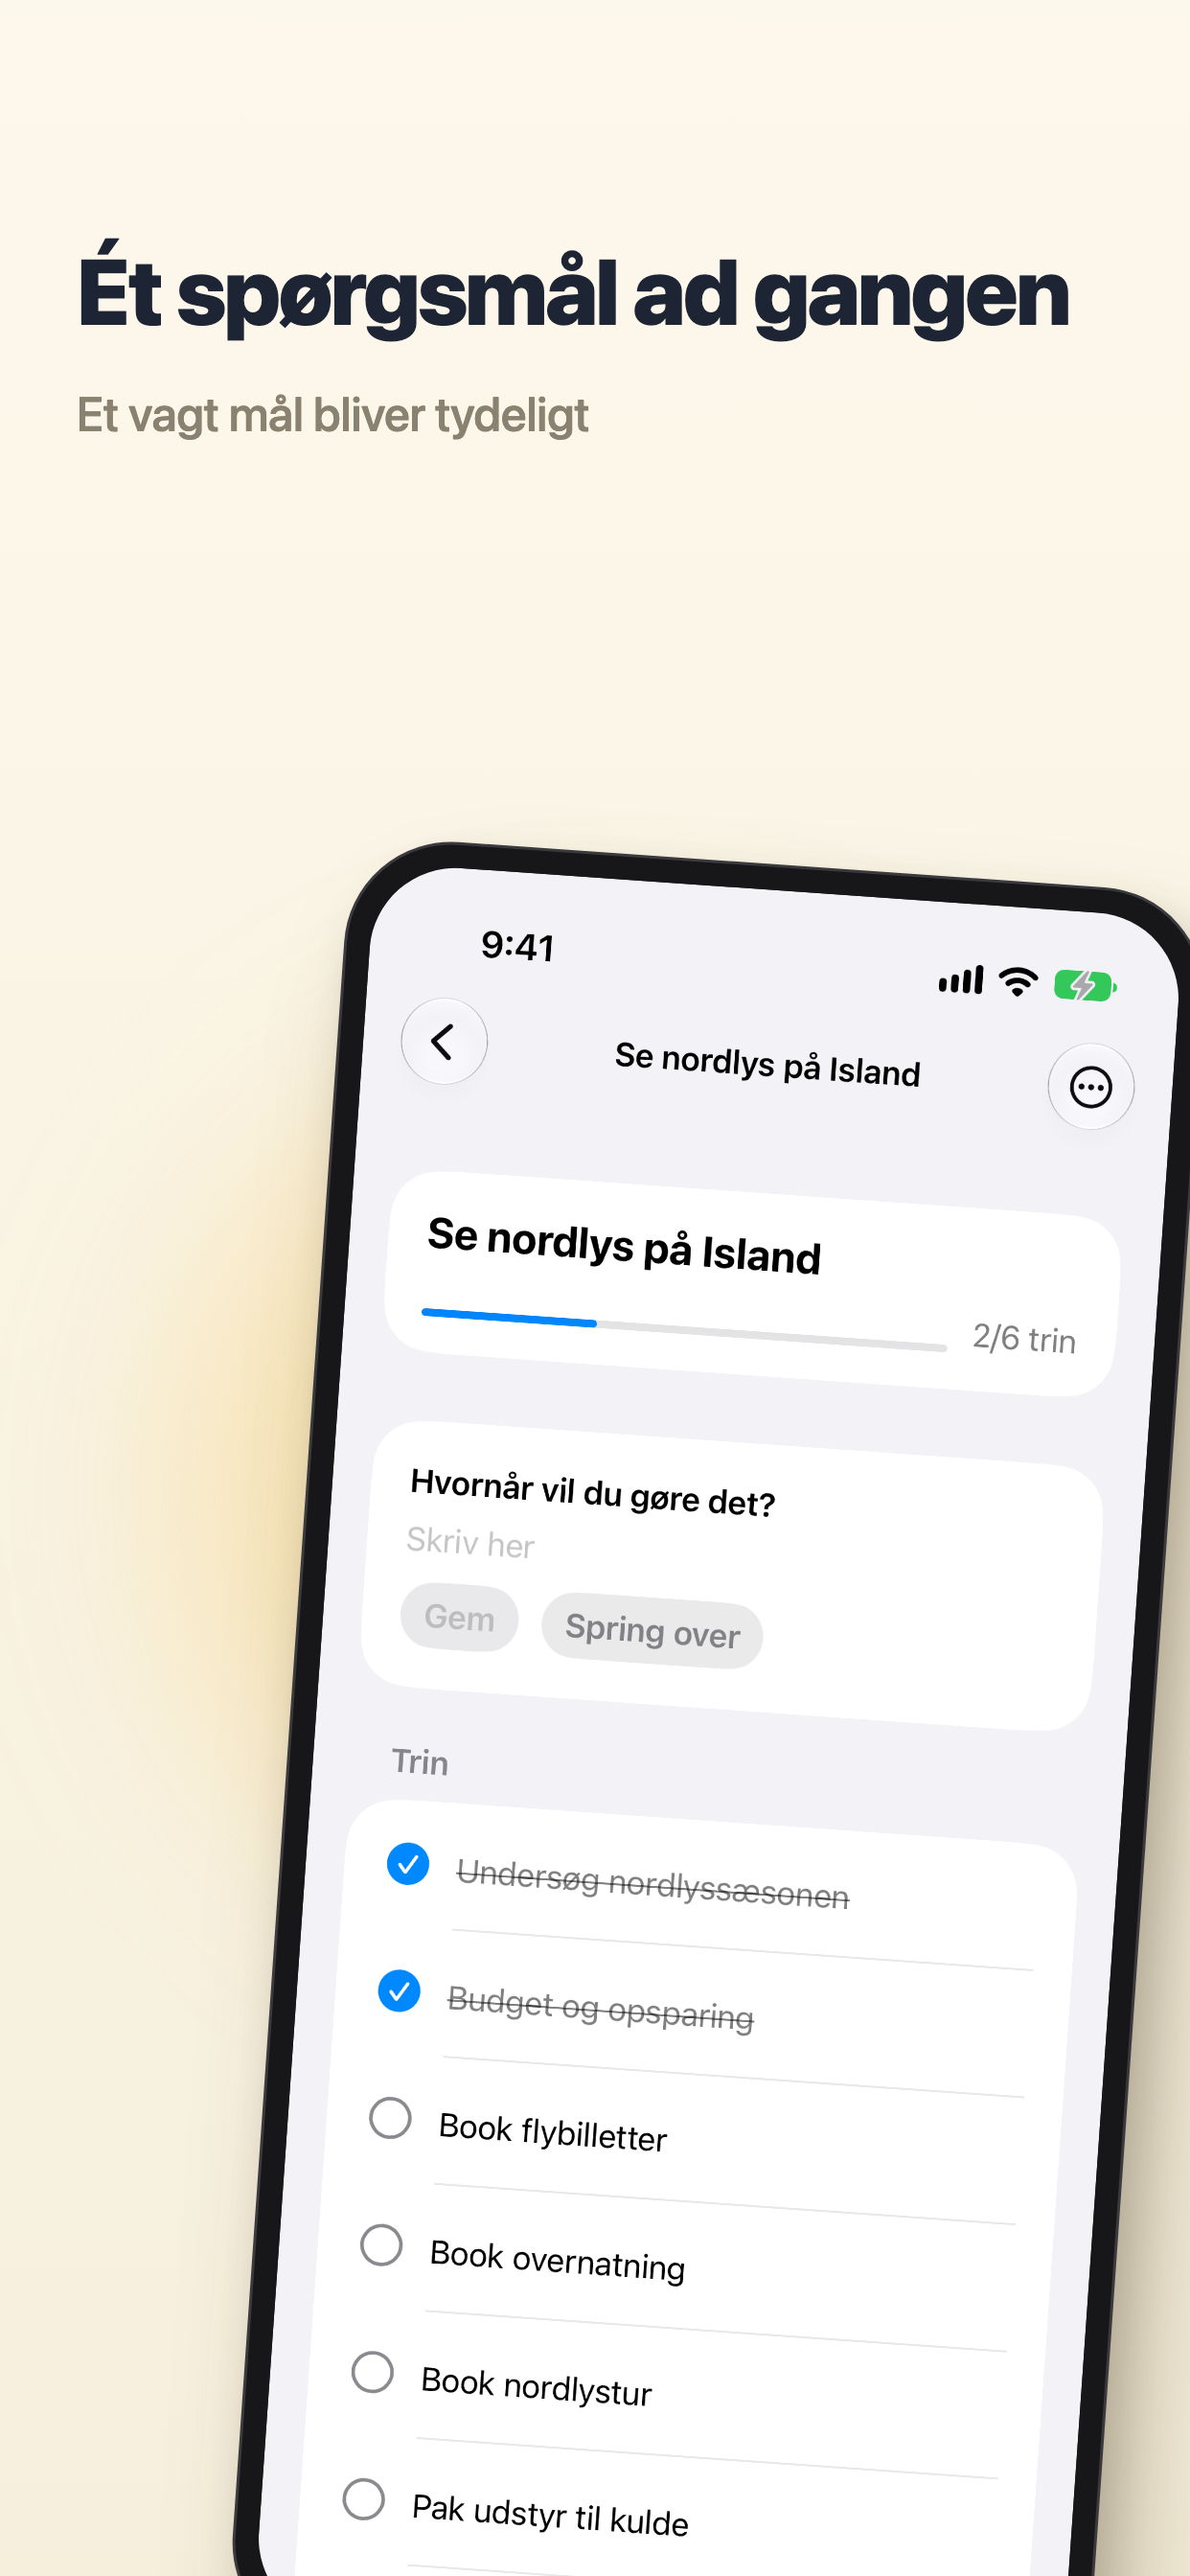 Ét spørgsmål ad gangen
Et vagt mål bliver tydeligt
9:41
Se nordlys på Island
Se nordlys på Island
2/6 trin
Hvornår vil du gøre det?
Skriv her
Gem
Spring over
Trin
Undersøg nordlyssæsonen
Budget og opsparing
Book flybilletter
Book overnatning
Book nordlystur
Pak udstyr til kulde